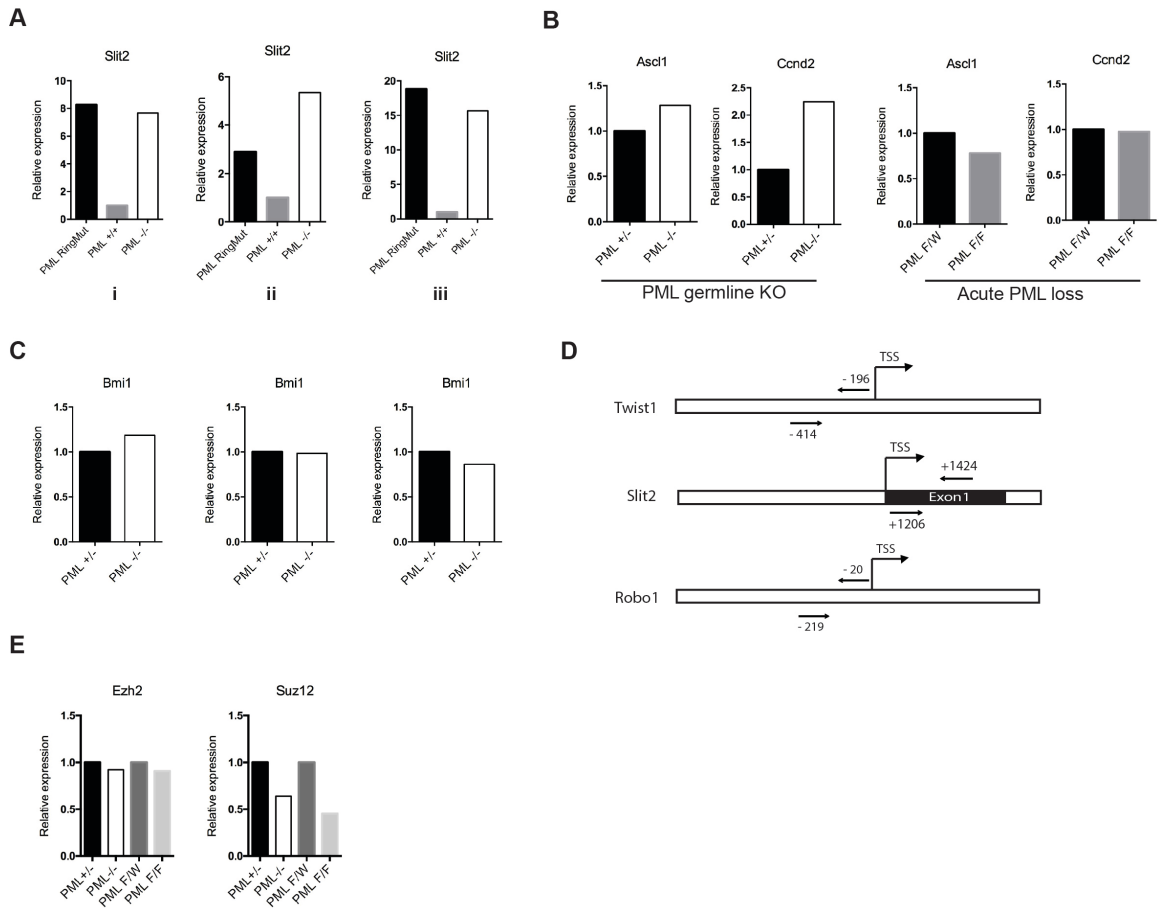 A
Slit2
Relative expression
10
8
6
4
2
0
PML RingMut
PML +/+
PML -/-
i
Slit2
Relative expression
6
4
2
0
PML RingMut
PML +/+
PML -/-
ii
Slit2
Relative expression
20
15
10
5
0
PML RingMut
PML +/+
PML -/-
iii
B
Ascl1
Relative expression
1.5
1.0
0.5
0.0
PML +/-
PML -/-
Ccnd2
Relative expression
2.5
2.0
1.5
1.0
0.5
0.0
PML +/-
PML-/-
PML germline KO
Ascl1
Relative expression
1.5
1.0
0.5
0.0
PML F/W
PML F/F
Ccnd2
Relative expression
1.5
1.0
0.5
0.0
PML F/W
PML F/F
Acute PML loss
C
Bmi1
Relative expression
1.5
1.0
0.5
0.0
PML +/-
PML -/-
Bmi1
Relative expression
1.5
1.0
0.5
0.0
PML +/-
PML -/-
Bmi1
Relative expression
1.5
1.0
0.5
0.0
PML +/-
PML -/-
D
TSS
- 196
Twist1
- 414
TSS
+1424
Slit2
Exon1
+1206
TSS
- 20
Robo1
- 219
E
Ezh2
Relative expression
1.5
1.0
0.5
0.0
PML+/-
PML-/-
PML F/W
PML F/F
Suz12
Relative expression
1.5
1.0
0.5
0.0
PML+/-
PML-/-
PML F/W
PML F/F